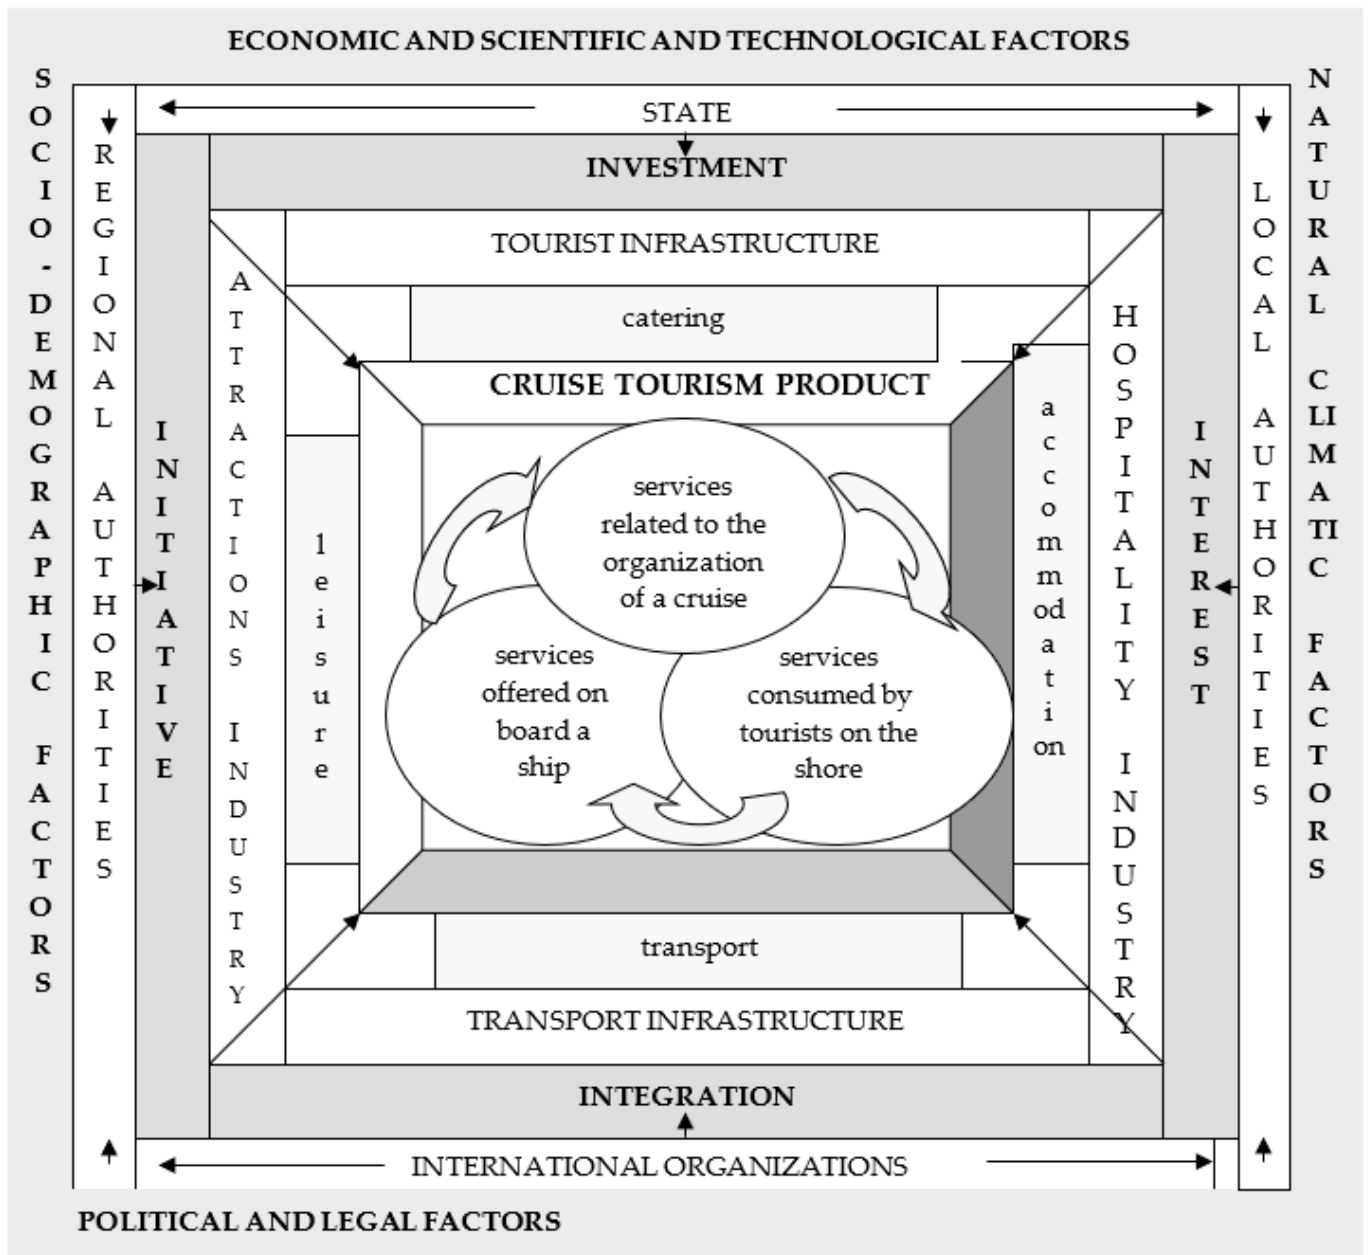 ECONOMIC AND SCIENTIFIC AND TECHNOLOGICAL FACTORS
SOCIO-DEMOGRAPHIC FACTORS
NATURAL CLIMATIC FACTORS
REGIONAL AUTHORITIES
STATE
LOCAL AUTHORITIES
INVESTMENT
INITIATIVE
INTEREST
TOURIST INFRASTRUCTURE
ATTRACTIONS INDUSTRY
HOSPITALITY INDUSTRY
catering
leisure
accommodation
CRUISE TOURISM PRODUCT
services
related to the
organization
of a cruise
services
offered on
board a
ship
services
consumed by
tourists on the
shore
transport
TRANSPORT INFRASTRUCTURE
INTEGRATION
INTERNATIONAL ORGANIZATIONS
POLITICAL AND LEGAL FACTORS